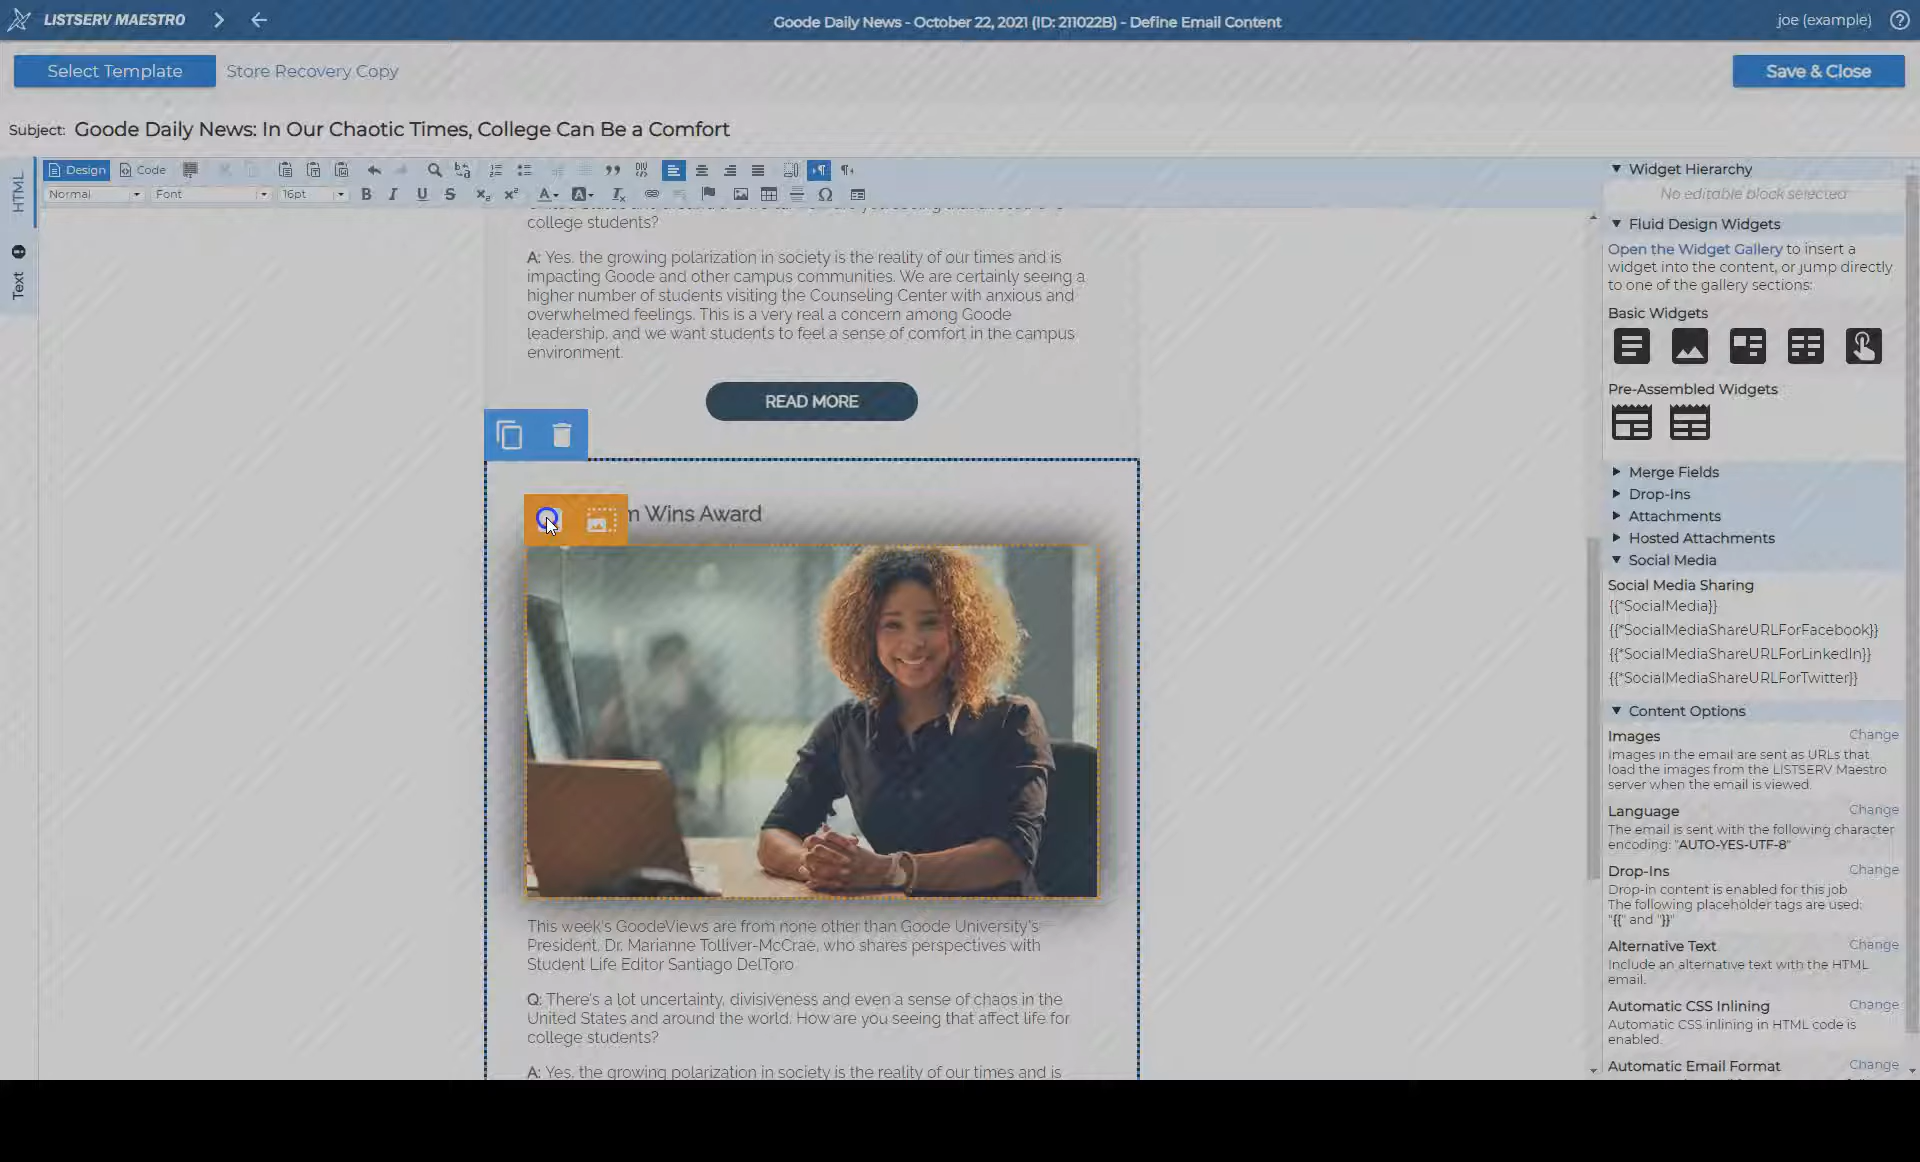 LISTSERV MAESTRO
Goode Daily News - October 22, 2021 (ID: 211022B) - Define Email Content
joe (example)
Select Template
Store Recovery Copy
Save & Close
Subject: Goode Daily News: In Our Chaotic Times, College Can Be a Comfort
HTML
Text
Design
Code
Normal
Font
16pt
college students?
A: Yes, the growing polarization in society is the reality of our times and is
impacting Goode and other campus communities. We are certainly seeing a
higher number of students visiting the Counseling Center with anxious and
overwhelmed feelings. This is a very real a concern among Goode
leadership, and we want students to feel a sense of comfort in the campus
environment.
READ MORE
m Wins Award
This week's GoodeViews are from none other than Goode University's
President, Dr. Marianne Tolliver-McCrae, who shares perspectives with
Student Life Editor Santiago DelToro
Q: There's a lot uncertainty, divisiveness and even a sense of chaos in the
United States and around the world. How are you seeing that affect life for
college students?
A: Yes, the growing polarization in society is the reality of our times and is
Widget Hierarchy
No editable block selected
Fluid Design Widgets
Open the Widget Gallery to insert a
widget into the content, or jump directly
to one of the gallery sections:
Basic Widgets
Pre-Assembled Widgets
Merge Fields
Drop-Ins
Attachments
Hosted Attachments
Social Media
Social Media Sharing
{{*SocialMedia}}
{{*SocialMediaShareURLForFacebook}}
{{*SocialMediaShareURLForLinkedIn}}
{{*SocialMediaShareURLForTwitter}}
Content Options
Images Change
Images in the email are sent as URLs that
load the images from the LISTSERV Maestro
server when the email is viewed.
Language Change
The email is sent with the following character
encoding: "AUTO-YES-UTF-8"
Drop-Ins Change
Drop-in content is enabled for this job
The following placeholder tags are used:
"{{" and "}}"
Alternative Text Change
Include an alternative text with the HTML
email.
Automatic CSS Inlining Change
Automatic CSS inlining in HTML code is
enabled.
Automatic Email Format Change